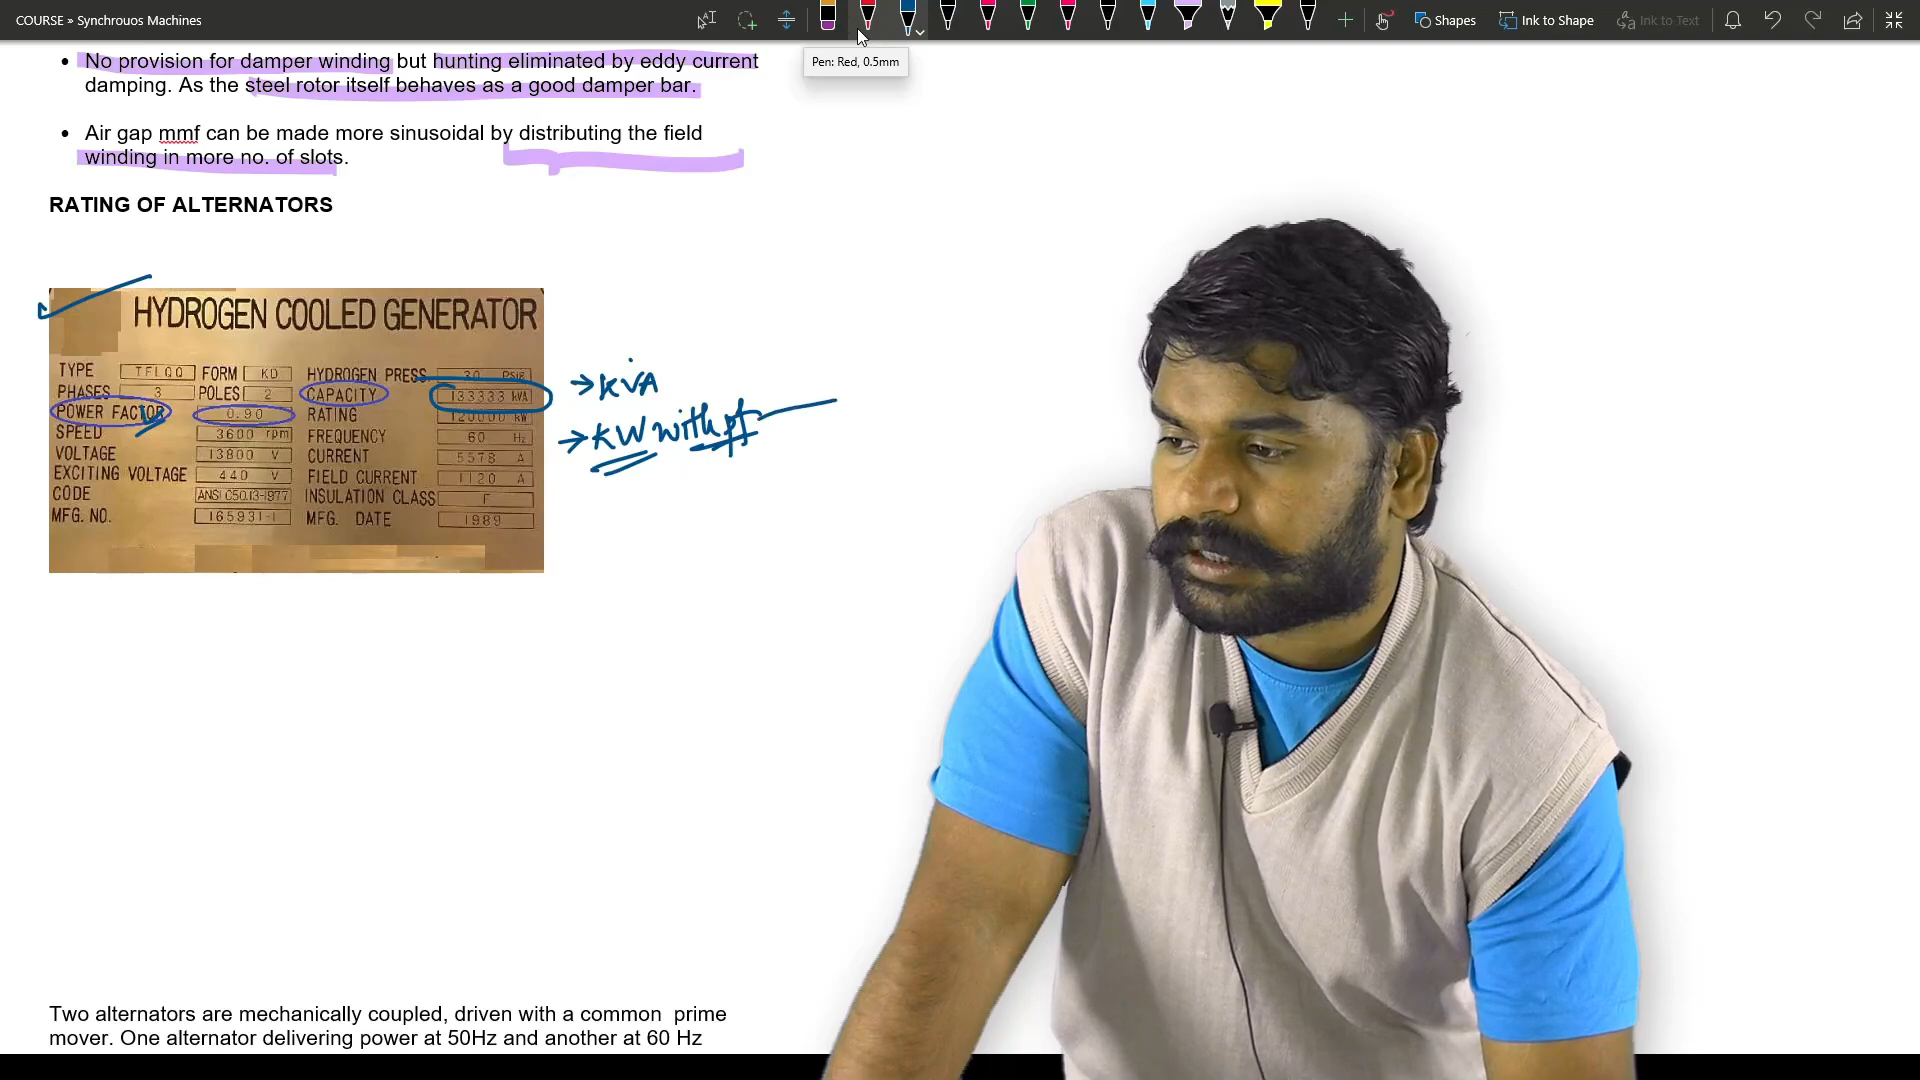 COURSE » Synchrouos Machines
Shapes
Ink to Shape
Ink to Text
Pen: Red, 0.5mm
• No provision for damper winding but hunting eliminated by eddy current
damping. As the steel rotor itself behaves as a good damper bar.
• Air gap mmf can be made more sinusoidal by distributing the field
winding in more no. of slots.
RATING OF ALTERNATORS
HYDROGEN COOLED GENERATOR
TYPE TFLQQ FORM KD HYDROGEN PRESS. 30 PSIG
PHASES 3 POLES 2 CAPACITY 133333 kVA
POWER FACTOR 0.90 RATING 120000 kW
SPEED 3600 rpm FREQUENCY 60 Hz
VOLTAGE 13800 V CURRENT 5578 A
EXCITING VOLTAGE 440 V FIELD CURRENT 1120 A
CODE ANSI C50.13-1977 INSULATION CLASS F
MFG. NO. 165931-1 MFG. DATE 1989
→ KVA
→ KW with pf
Two alternators are mechanically coupled, driven with a common prime
mover. One alternator delivering power at 50Hz and another at 60 Hz